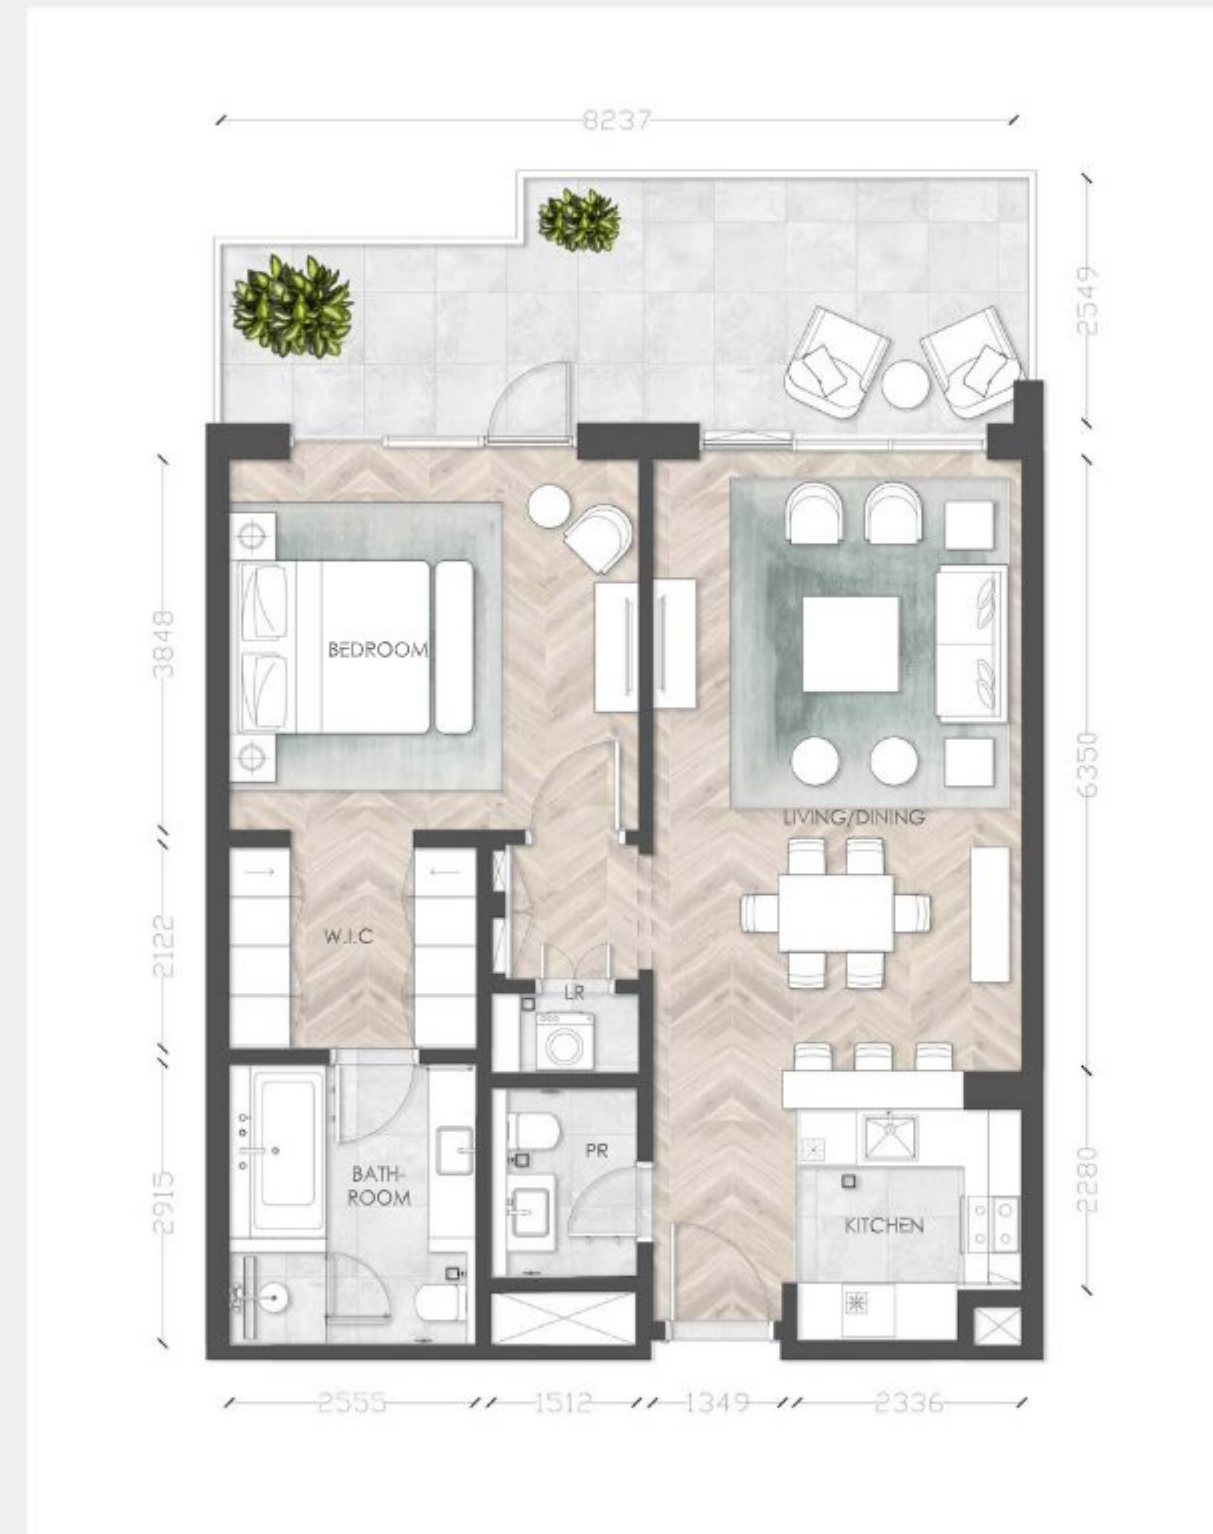 8237
2549
3848
BEDROOM
6350
LIVING/DINING
2122
W.I.C
LR
2915
BATH-
ROOM
PR
2280
KITCHEN
2555
1512
1349
2336